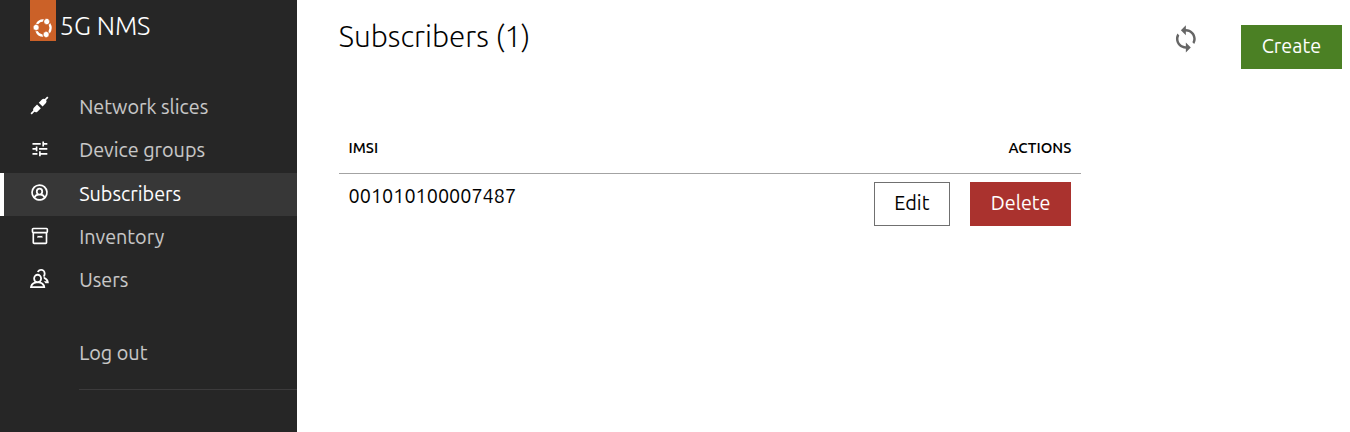 5G NMS
Network slices
Device groups
Subscribers
Inventory
Users
Log out
Subscribers (1)
Create
IMSI ACTIONS
001010100007487 Edit Delete